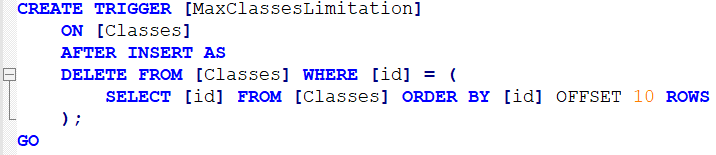 CREATE TRIGGER [MaxClassesLimitation]
ON [Classes]
AFTER INSERT AS
DELETE FROM [Classes] WHERE [id] = (
SELECT [id] FROM [Classes] ORDER BY [id] OFFSET 10 ROWS
);
GO